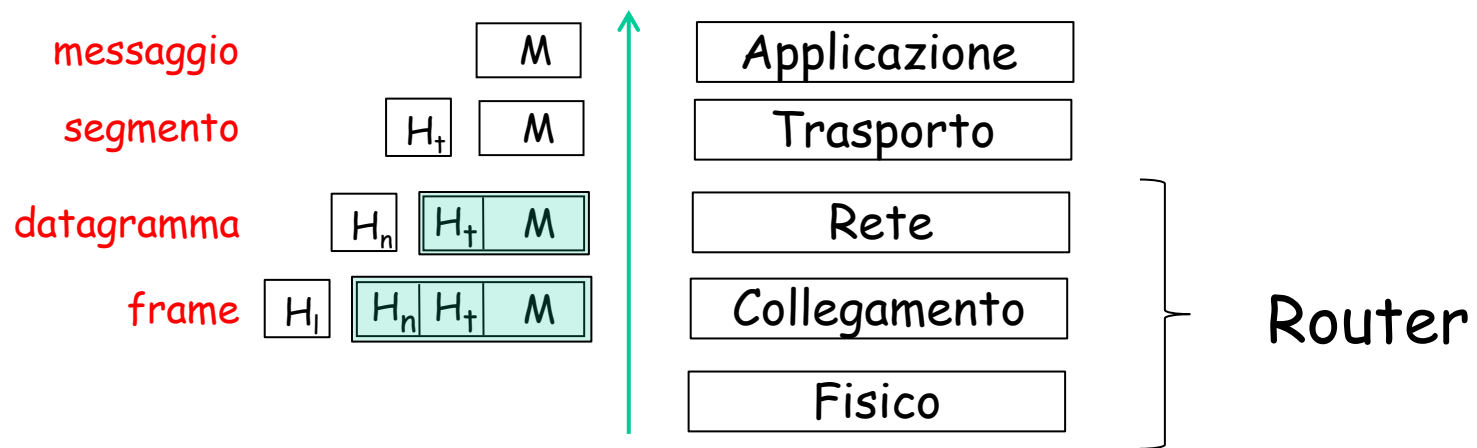 messaggio M Applicazione
segmento Hₜ M Trasporto
datagramma Hₙ Hₜ M Rete
frame Hₗ Hₙ Hₜ M Collegamento
Router
Fisico